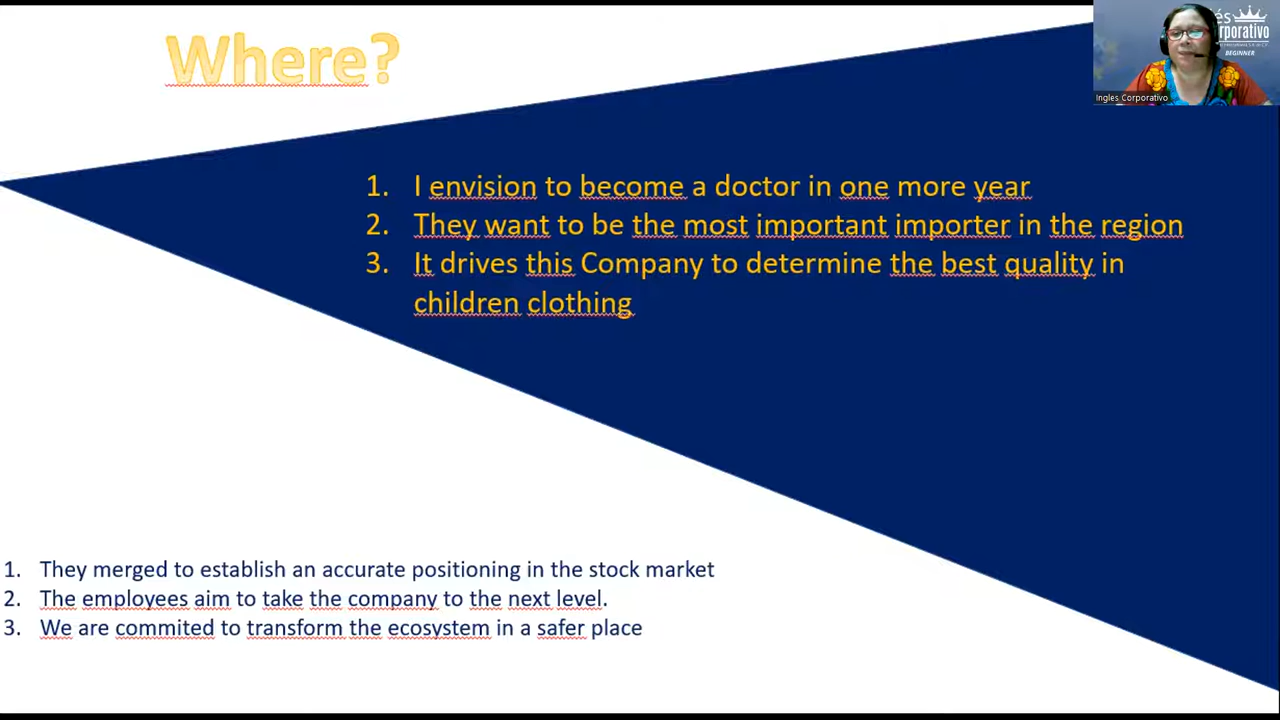 Where?
1. I envision to become a doctor in one more year
2. They want to be the most important importer in the region
3. It drives this Company to determine the best quality in
children clothing
1. They merged to establish an accurate positioning in the stock market
2. The employees aim to take the company to the next level.
3. We are commited to transform the ecosystem in a safer place
Ingles Corporativo
BEGINNER